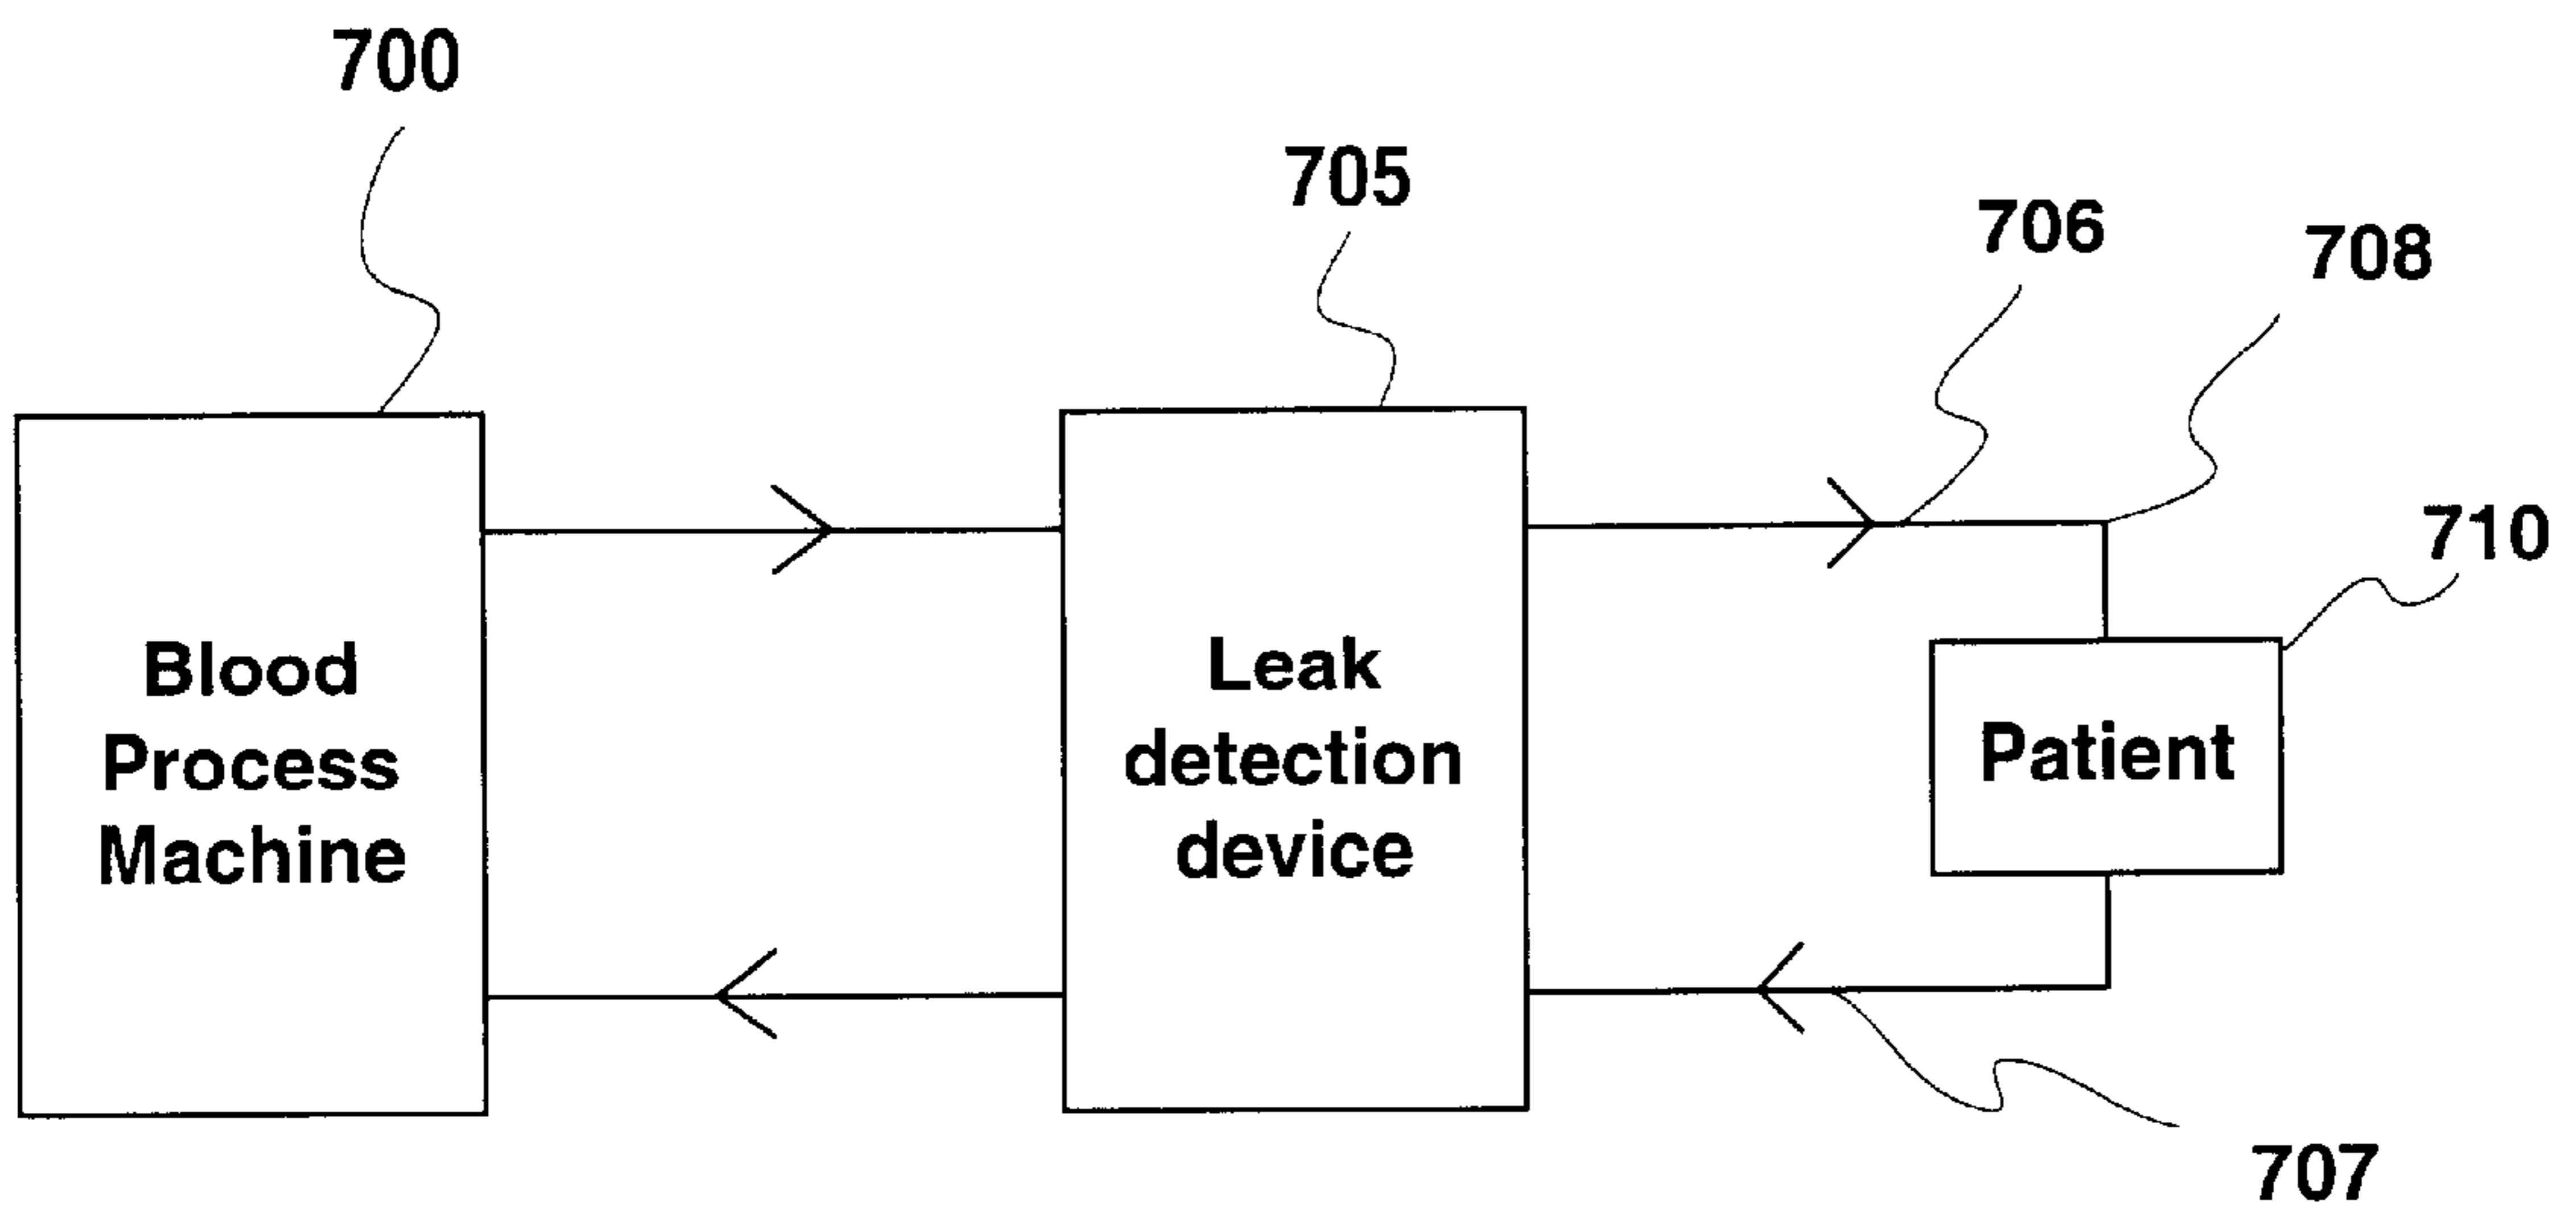 700
705
706
708
710
Blood
Process
Machine
Leak
detection
device
Patient
707